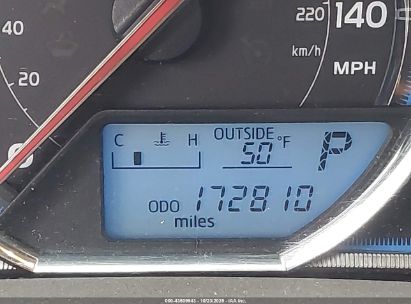 220 140
40
km/h
20
MPH
C H OUTSIDE °F
50 P
ODO 172810
miles